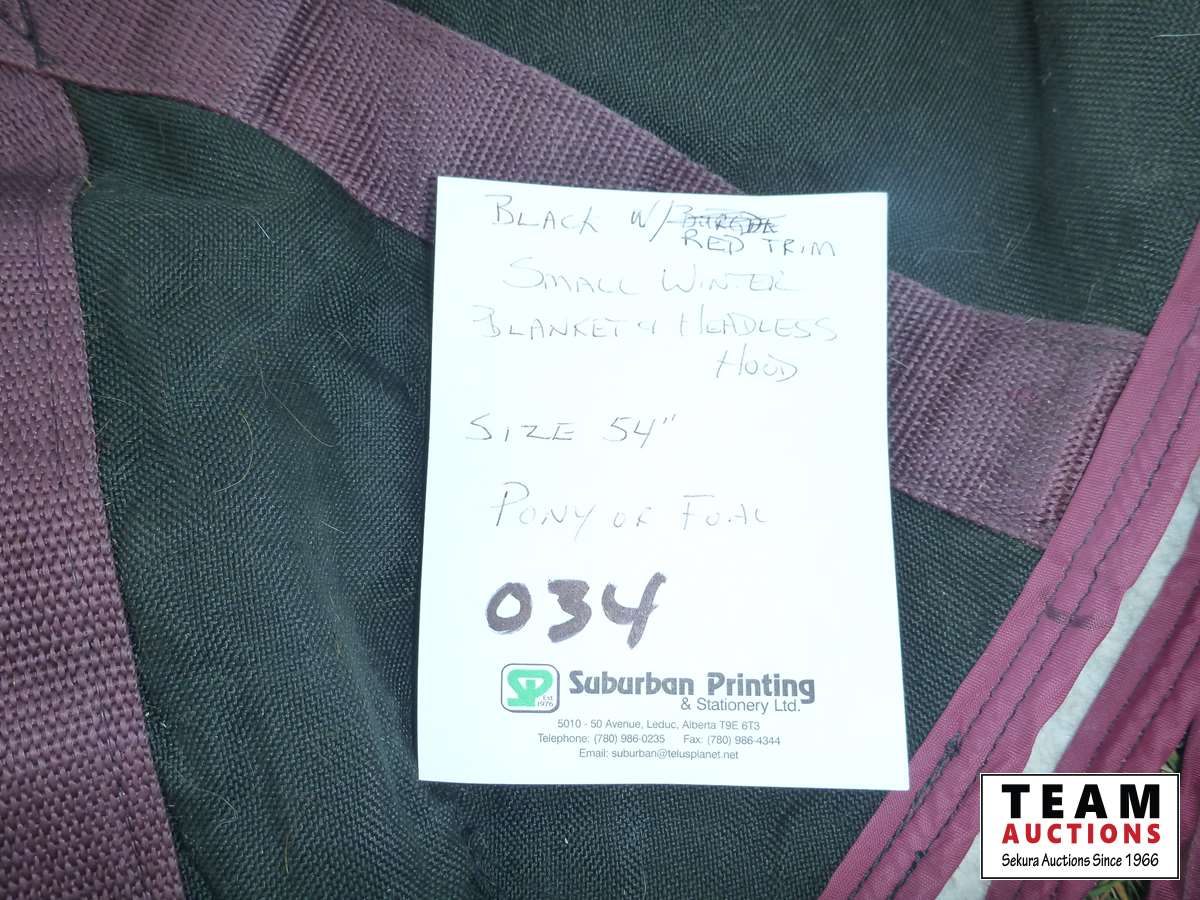 BLACK W/
RED TRIM
SMALL WINTER
BLANKET & HEADLESS
HOOD
SIZE 54"
PONY OR FOAL
034
SP Est 1976
Suburban Printing
& Stationery Ltd.
5010 - 50 Avenue, Leduc, Alberta T9E 6T3
Telephone: (780) 986-0235 Fax: (780) 986-4344
Email: suburban@telusplanet.net
TEAM
AUCTIONS
Sekura Auctions Since 1966